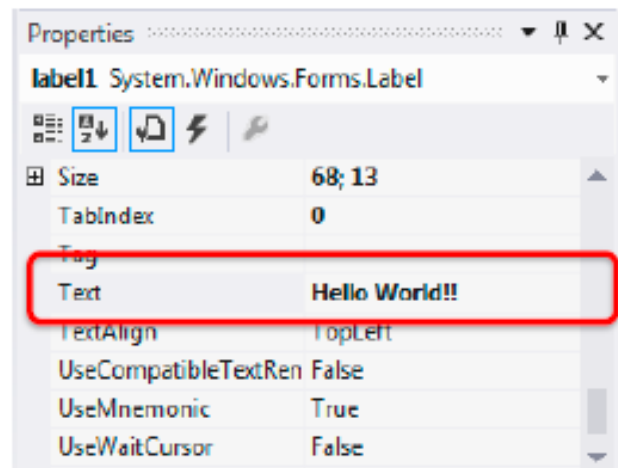 Properties
label1 System.Windows.Forms.Label
Size 68; 13
TabIndex 0
Tag
Text Hello World!!
TextAlign TopLeft
UseCompatibleTextRen False
UseMnemonic True
UseWaitCursor False